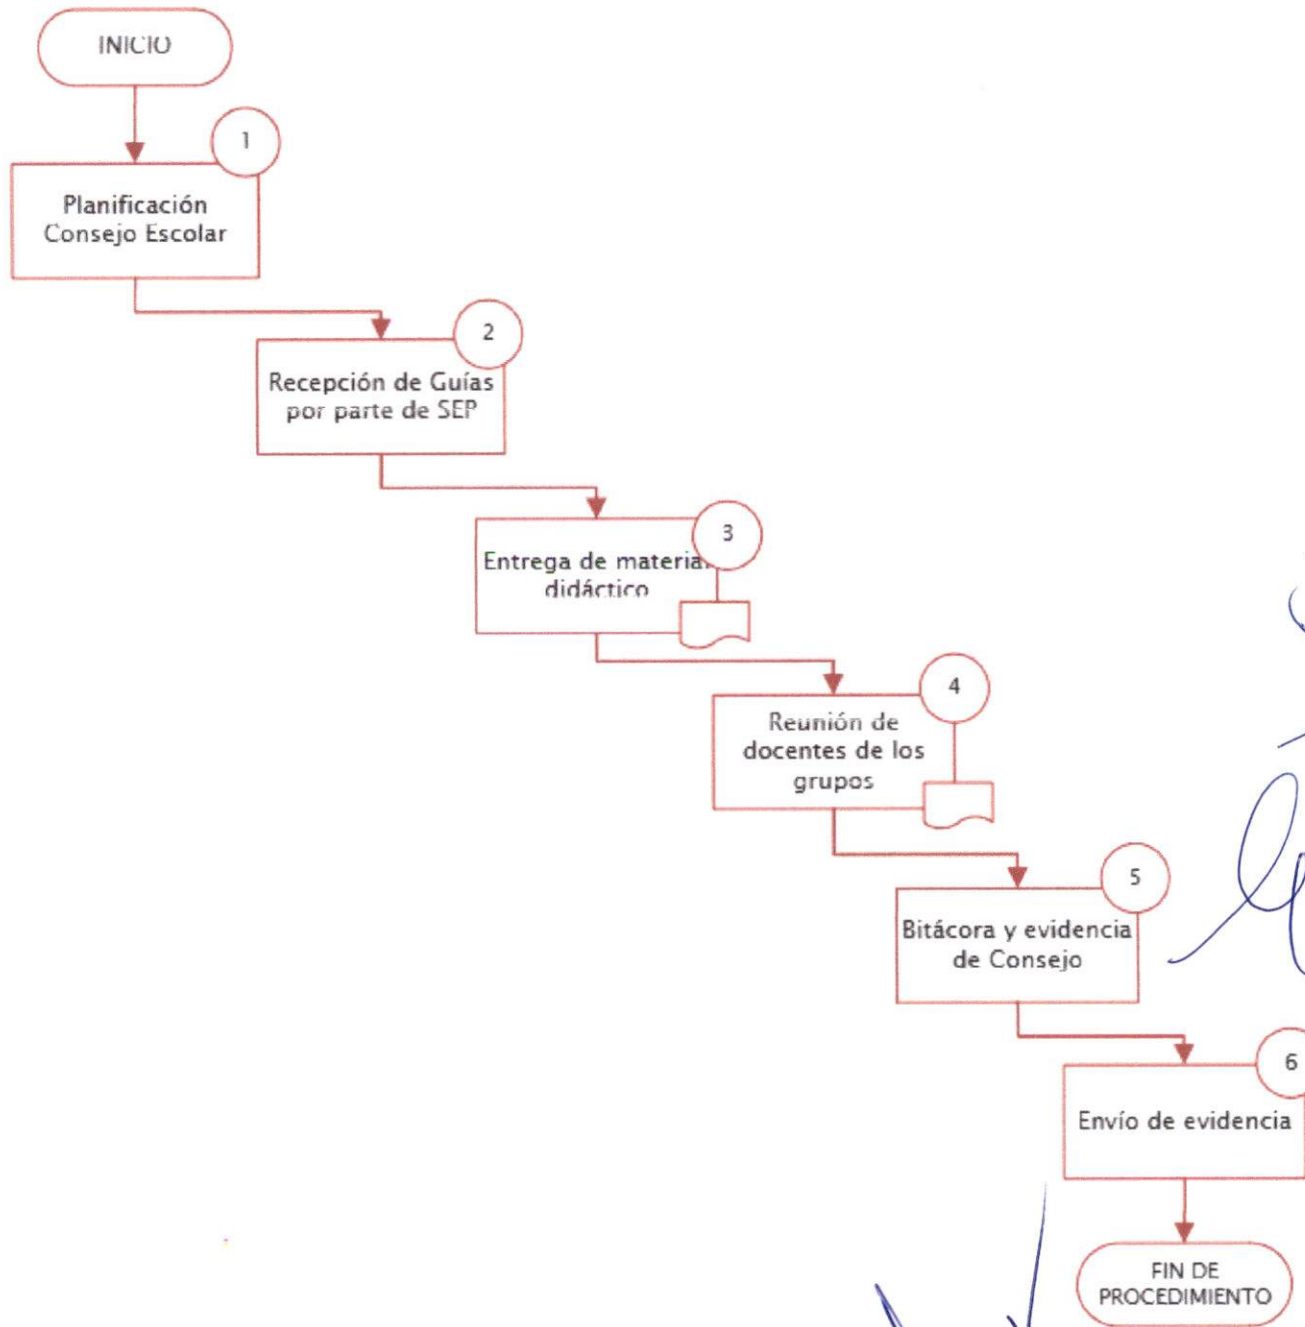 INICIO
1
Planificación
Consejo Escolar
2
Recepción de Guías
por parte de SEP
3
Entrega de material
didáctico
4
Reunión de
docentes de los
grupos
5
Bitácora y evidencia
de Consejo
6
Envío de evidencia
FIN DE
PROCEDIMIENTO